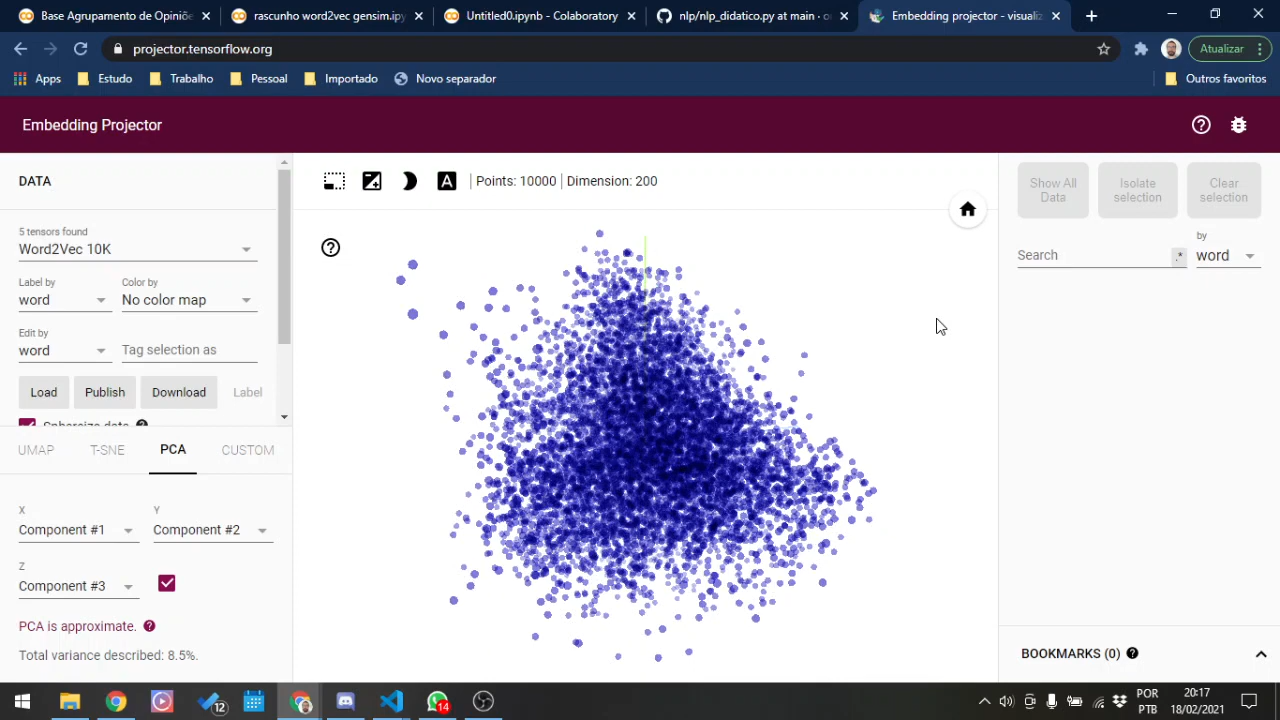 Base Agrupamento de Opiniõe
rascunho word2vec gensim.ipy
Untitled0.ipynb - Colaboratory
nlp/nlp_didatico.py at main · o
Embedding projector - visualiz
projector.tensorflow.org
Atualizar
Apps
Estudo
Trabalho
Pessoal
Importado
Novo separador
Outros favoritos
Embedding Projector
DATA
A
Points: 10000
Dimension: 200
5 tensors found
Word2Vec 10K
Label by
word
Color by
No color map
Edit by
word
Tag selection as
Load
Publish
Download
Label
Sphereize data
UMAP
T-SNE
PCA
CUSTOM
X
Component #1
Y
Component #2
Z
Component #3
PCA is approximate.
Total variance described: 8.5%.
Show All Data
Isolate selection
Clear selection
Search
.*
by
word
BOOKMARKS (0)
12
14
POR
PTB
20:17
18/02/2021